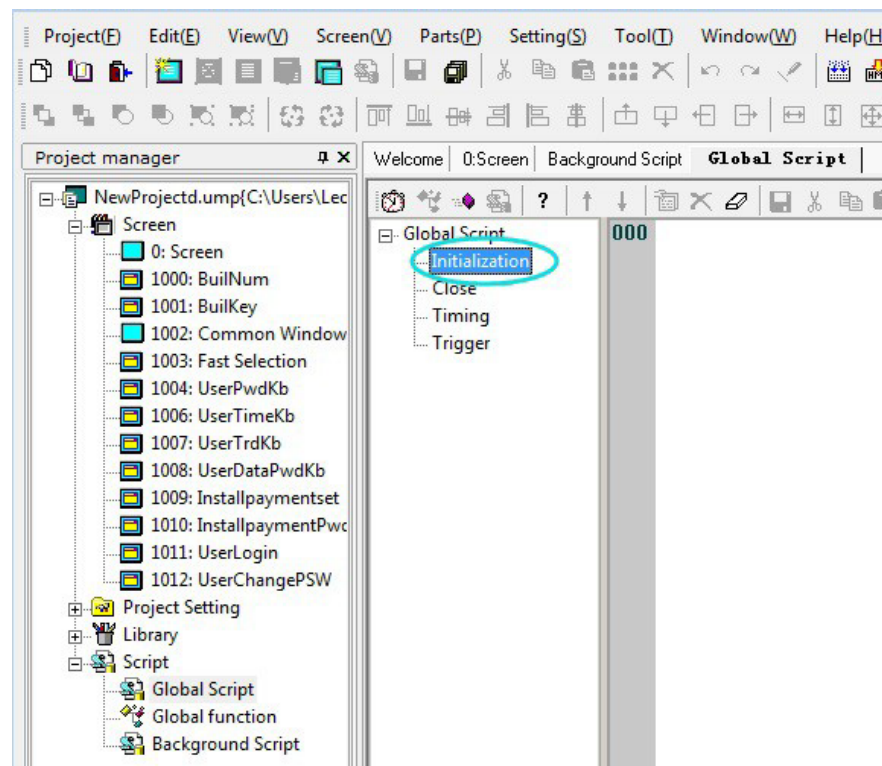 Project(F) Edit(E) View(V) Screen(V) Parts(P) Setting(S) Tool(T) Window(W) Help(H
Project manager
Welcome 0:Screen Background Script Global Script
NewProjectd.ump{C:\Users\Lec
Screen
0: Screen
1000: BuilNum
1001: BuilKey
1002: Common Window
1003: Fast Selection
1004: UserPwdKb
1006: UserTimeKb
1007: UserTrdKb
1008: UserDataPwdKb
1009: Installpaymentset
1010: InstallpaymentPwd
1011: UserLogin
1012: UserChangePSW
Project Setting
Library
Script
Global Script
Global function
Background Script
?
Global Script
Initialization
Close
Timing
Trigger
000